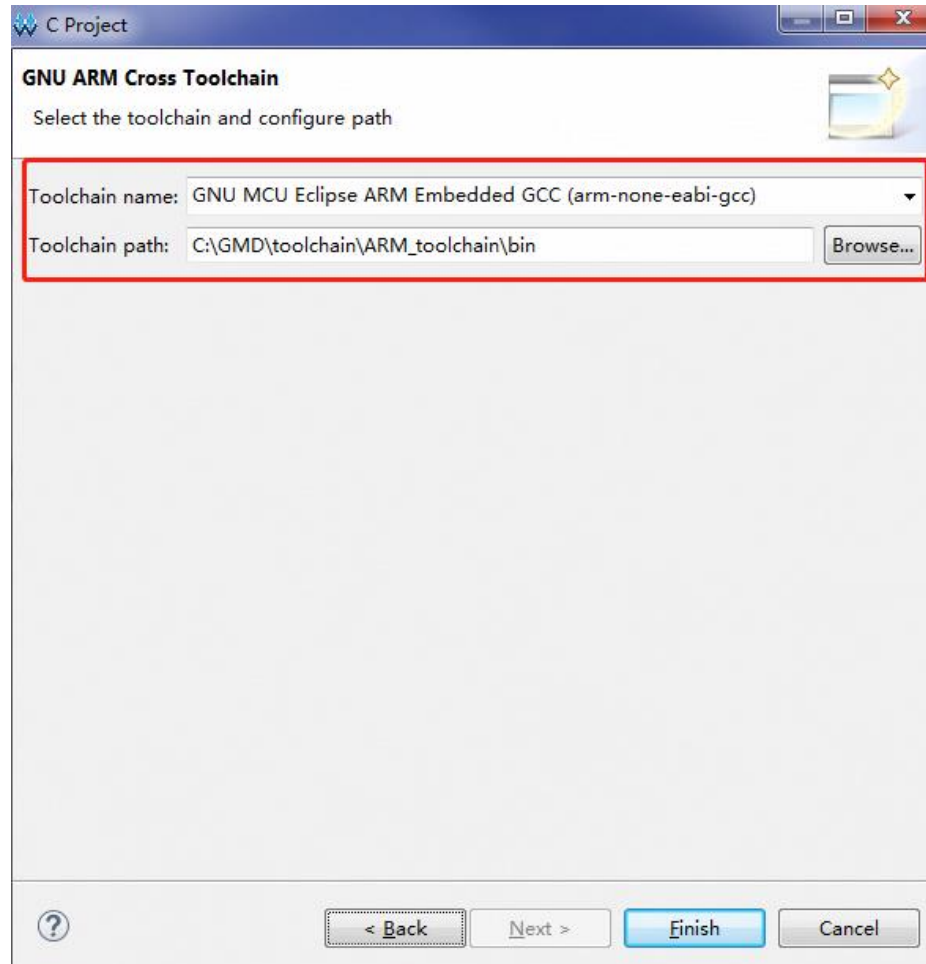 C Project
GNU ARM Cross Toolchain
Select the toolchain and configure path
Toolchain name: GNU MCU Eclipse ARM Embedded GCC (arm-none-eabi-gcc)
Toolchain path: C:\GMD\toolchain\ARM_toolchain\bin Browse...
? < Back Next > Finish Cancel